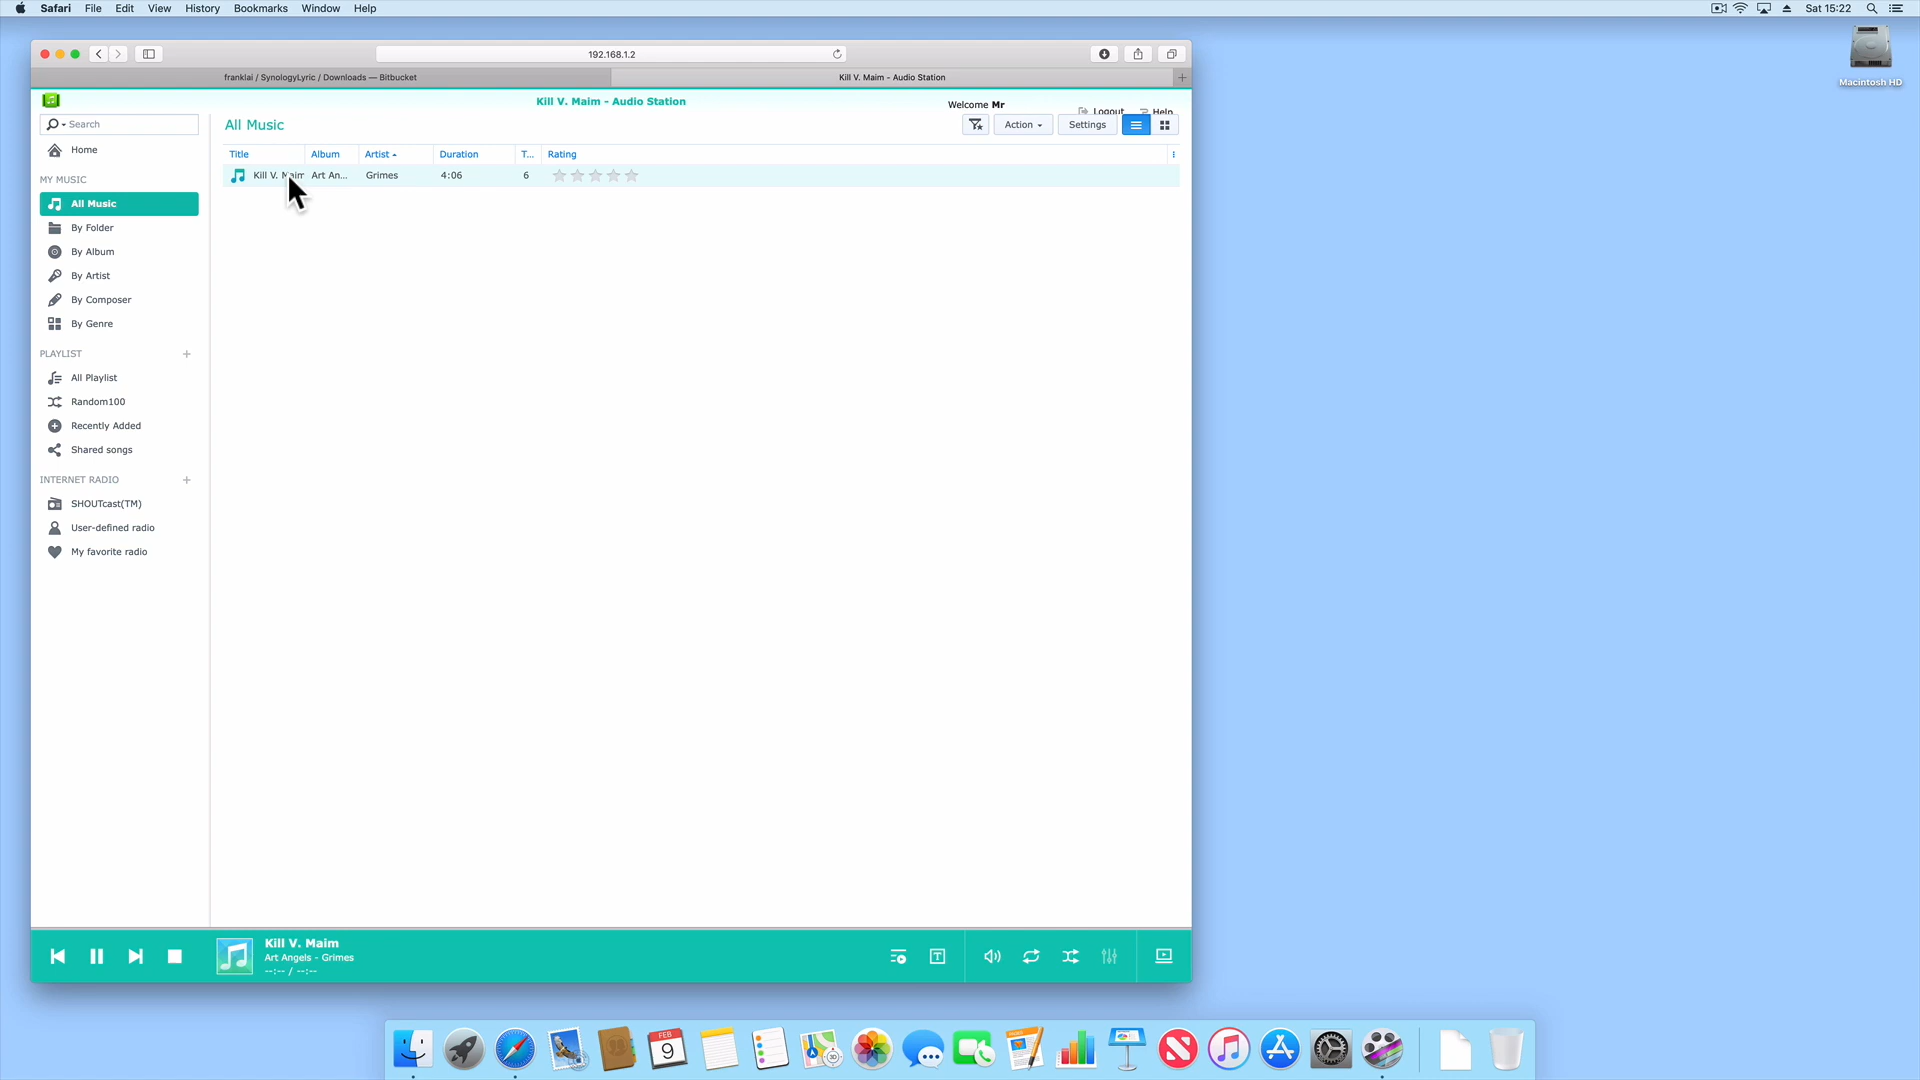 Safari File Edit View History Bookmarks Window Help Sat 15:22
Macintosh HD
192.168.1.2
franklai / SynologyLyric / Downloads — Bitbucket Kill V. Maim - Audio Station
Kill V. Maim - Audio Station
Welcome Mr Logout Help
Search
All Music
Action Settings
Title Album Artist Duration T... Rating
Kill V. Maim Art An... Grimes 4:06 6
Home
MY MUSIC
All Music
By Folder
By Album
By Artist
By Composer
By Genre
PLAYLIST
All Playlist
Random100
Recently Added
Shared songs
INTERNET RADIO
SHOUTcast(TM)
User-defined radio
My favorite radio
Kill V. Maim
Art Angels - Grimes
--:-- / --:--
FEB
9
3D